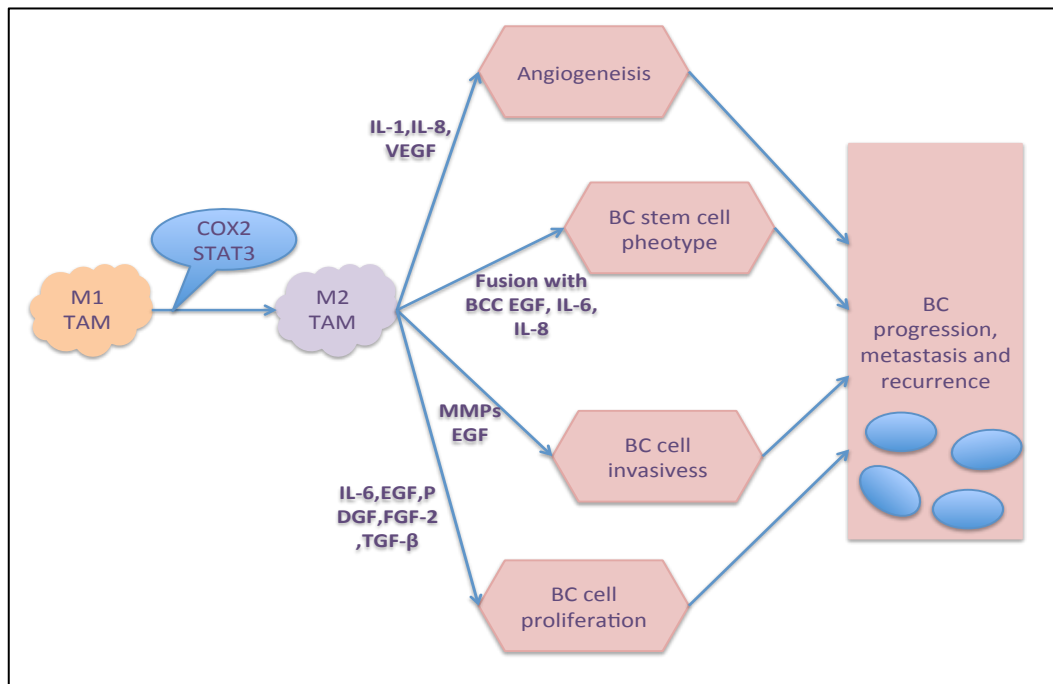 Angiogeneisis
IL-1,IL-8,
VEGF
COX2
STAT3
BC stem cell
pheotype
M1
TAM
M2
TAM
Fusion with
BCC EGF, IL-6,
IL-8
BC
progression,
metastasis and
recurrence
MMPs
EGF
BC cell
invasivess
IL-6,EGF,P
DGF,FGF-2
,TGF-β
BC cell
proliferation